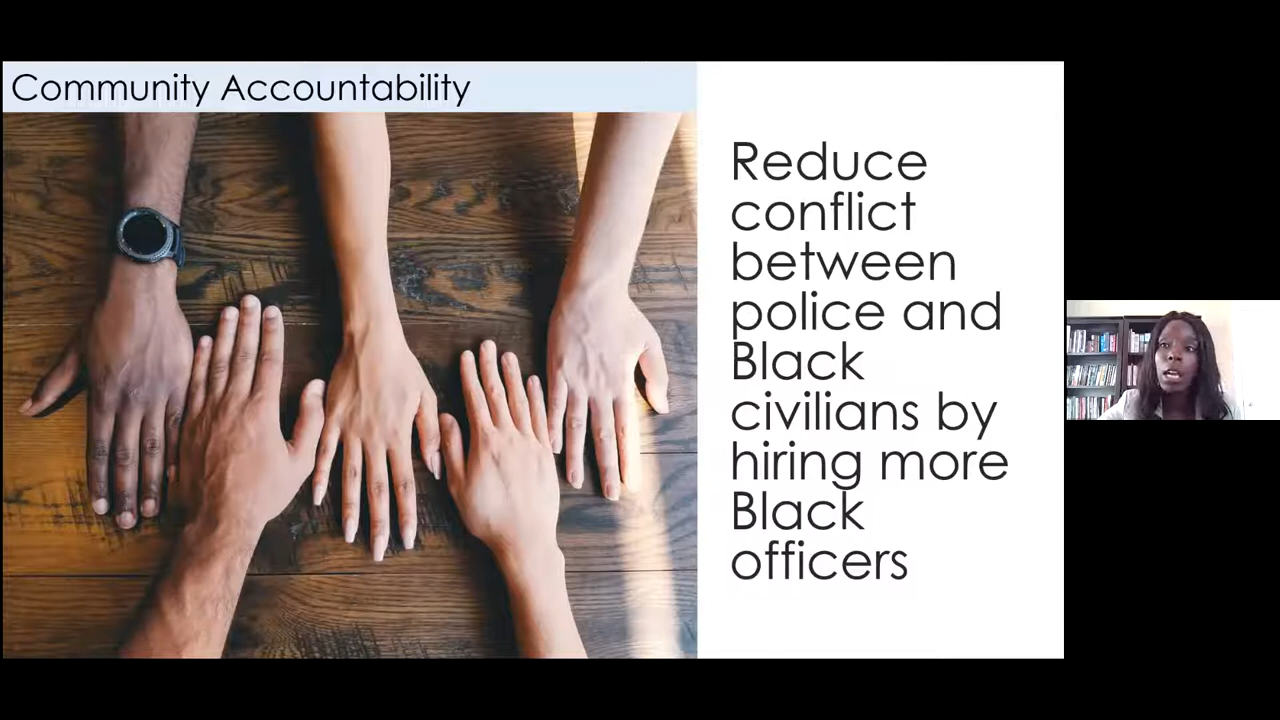 Community Accountability
Reduce
conflict
between
police and
Black
civilians by
hiring more
Black
officers